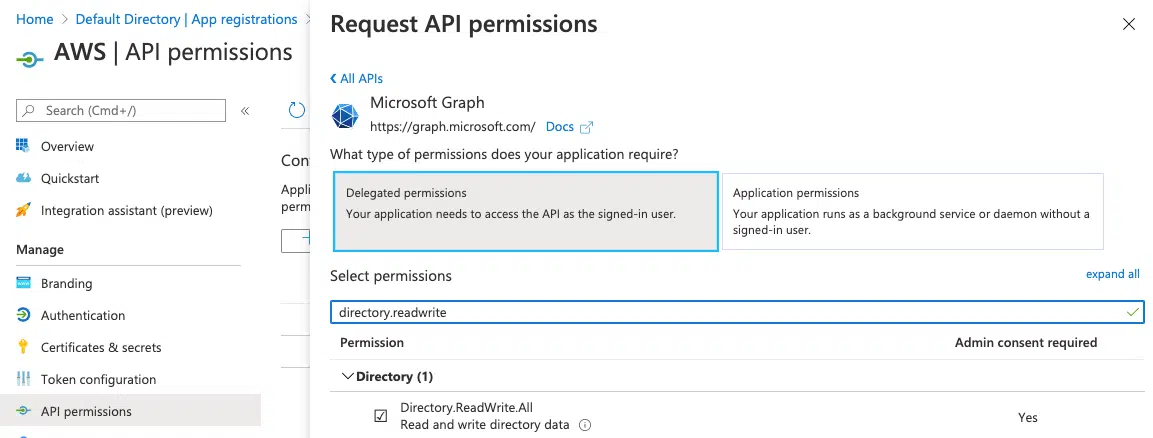 Home > Default Directory | App registrations >
AWS | API permissions
Search (Cmd+/)
«
Overview
Quickstart
Integration assistant (preview)
Manage
Branding
Authentication
Certificates & secrets
Token configuration
API permissions
Request API permissions
All APIs
Microsoft Graph
https://graph.microsoft.com/ Docs
What type of permissions does your application require?
Delegated permissions
Your application needs to access the API as the signed-in user.
Application permissions
Your application runs as a background service or daemon without a
signed-in user.
Select permissions
expand all
directory.readwrite
Permission
Admin consent required
Directory (1)
Directory.ReadWrite.All
Read and write directory data
Yes